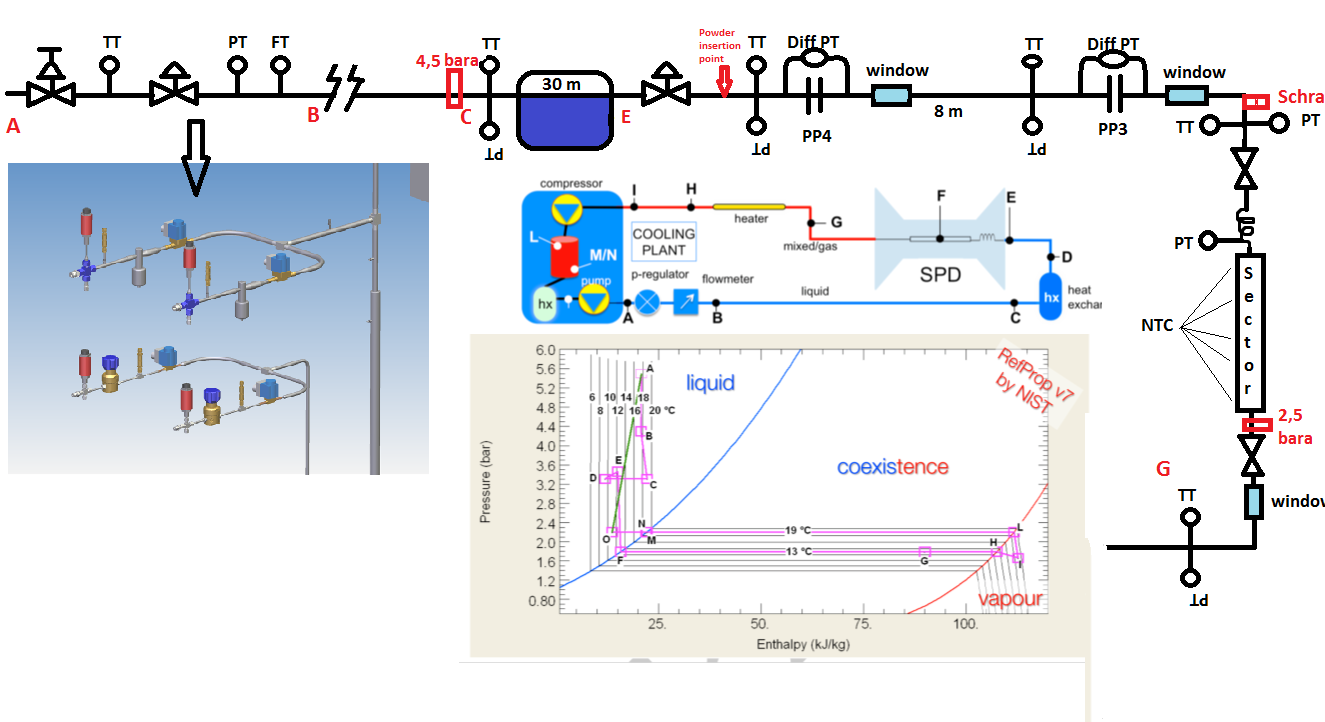 TT
PT
FT
4,5 bara
TT
30 m
Powder
insertion
point
TT
Diff PT
window
TT
Diff PT
window
Schra
A
B
C
E
8 m
PP4
PP3
TT
PT
PT
PT
PT
compressor
I
H
F
E
heater
G
L
COOLING
PLANT
mixed/gas
M/N
SPD
D
p-regulator
flowmeter
pump
hx
liquid
hx
heat
exchar
A
B
C
PT
S
e
c
t
o
r
NTC
2,5
bara
G
TT
window
PT
RefProp v7
by NIST
liquid
coexistence
vapour
6.0
5.6
5.2
4.8
4.4
4.0
3.6
3.2
2.8
2.4
2.0
1.6
1.2
0.80
Pressure (bar)
6 10 14 18
8 12 16 20 °C
A
B
E
D
C
N
O
M
19 °C
L
F
13 °C
G
H
I
25.
50.
75.
100.
Enthalpy (kJ/kg)